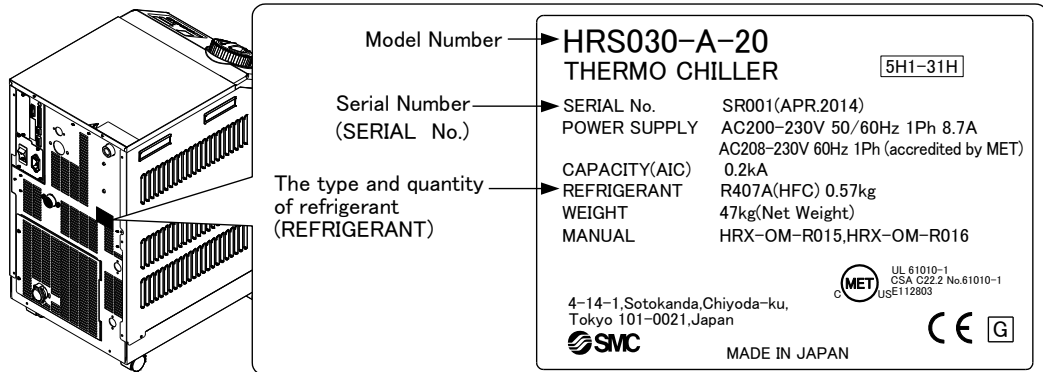 Model Number
HRS030-A-20
THERMO CHILLER
5H1-31H
Serial Number
(SERIAL No.)
SERIAL No. SR001(APR.2014)
POWER SUPPLY AC200-230V 50/60Hz 1Ph 8.7A
AC208-230V 60Hz 1Ph (accredited by MET)
CAPACITY(AIC) 0.2kA
The type and quantity
of refrigerant
(REFRIGERANT)
REFRIGERANT R407A(HFC) 0.57kg
WEIGHT 47kg(Net Weight)
MANUAL HRX-OM-R015,HRX-OM-R016
C MET US
UL 61010-1
CSA C22.2 No.61010-1
E112803
4-14-1,Sotokanda,Chiyoda-ku,
Tokyo 101-0021,Japan
SMC
CE G
MADE IN JAPAN